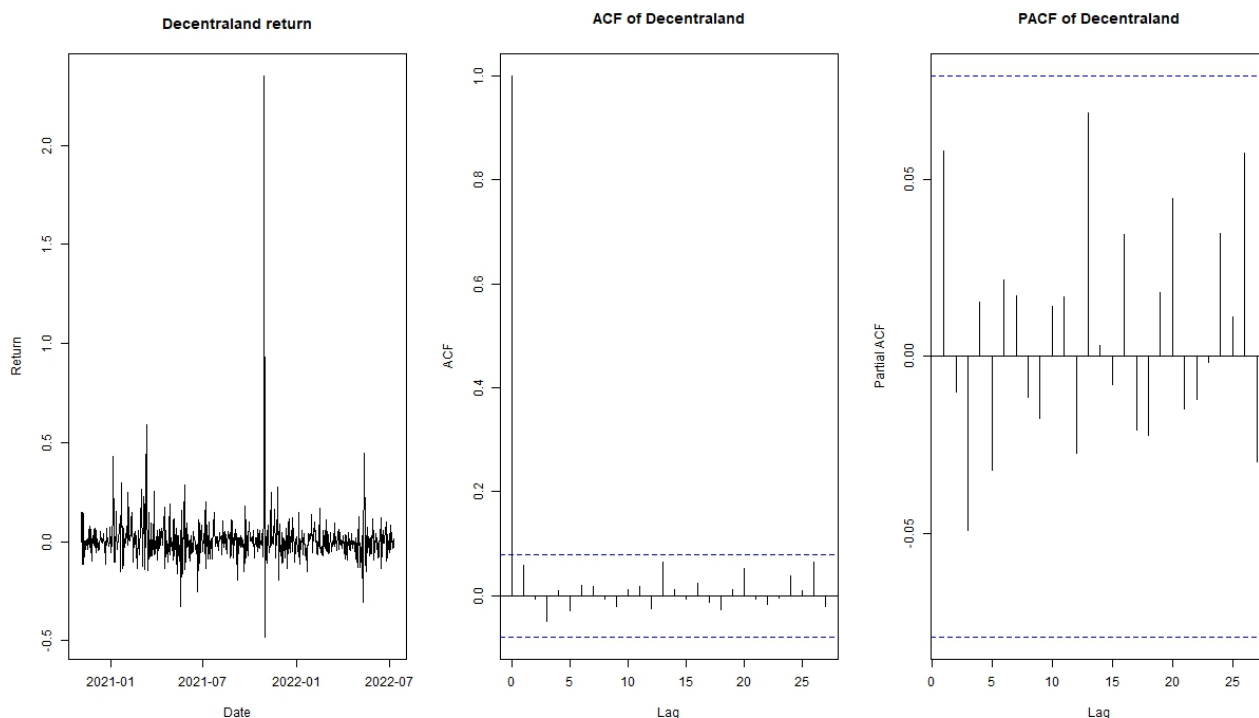 Decentraland return
Return
2.0
1.5
1.0
0.5
0.0
-0.5
2021-01 2021-07 2022-01 2022-07
Date
ACF of Decentraland
ACF
1.0
0.8
0.6
0.4
0.2
0.0
0 5 10 15 20 25
Lag
PACF of Decentraland
Partial ACF
0.05
0.00
-0.05
0 5 10 15 20 25
Lag